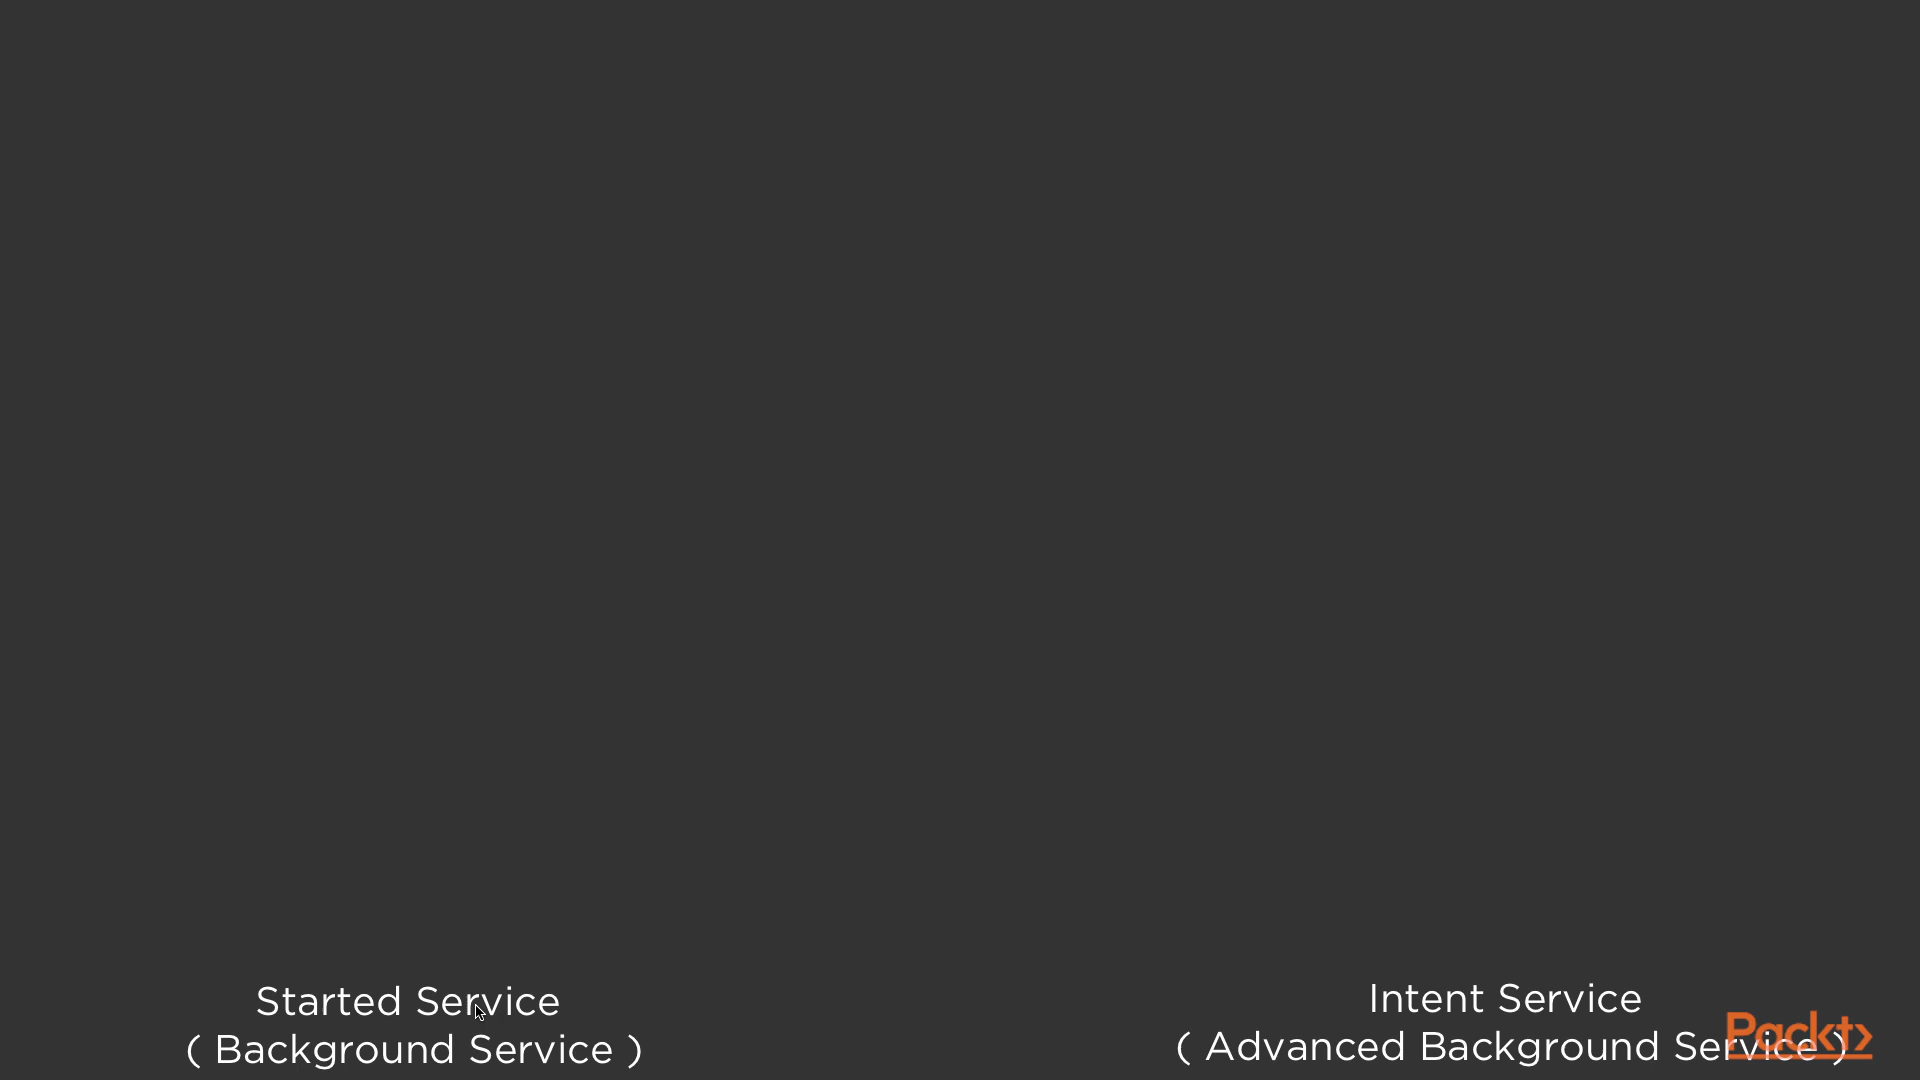 Started Service
( Background Service )
Intent Service
( Advanced Background Service )
Packt>